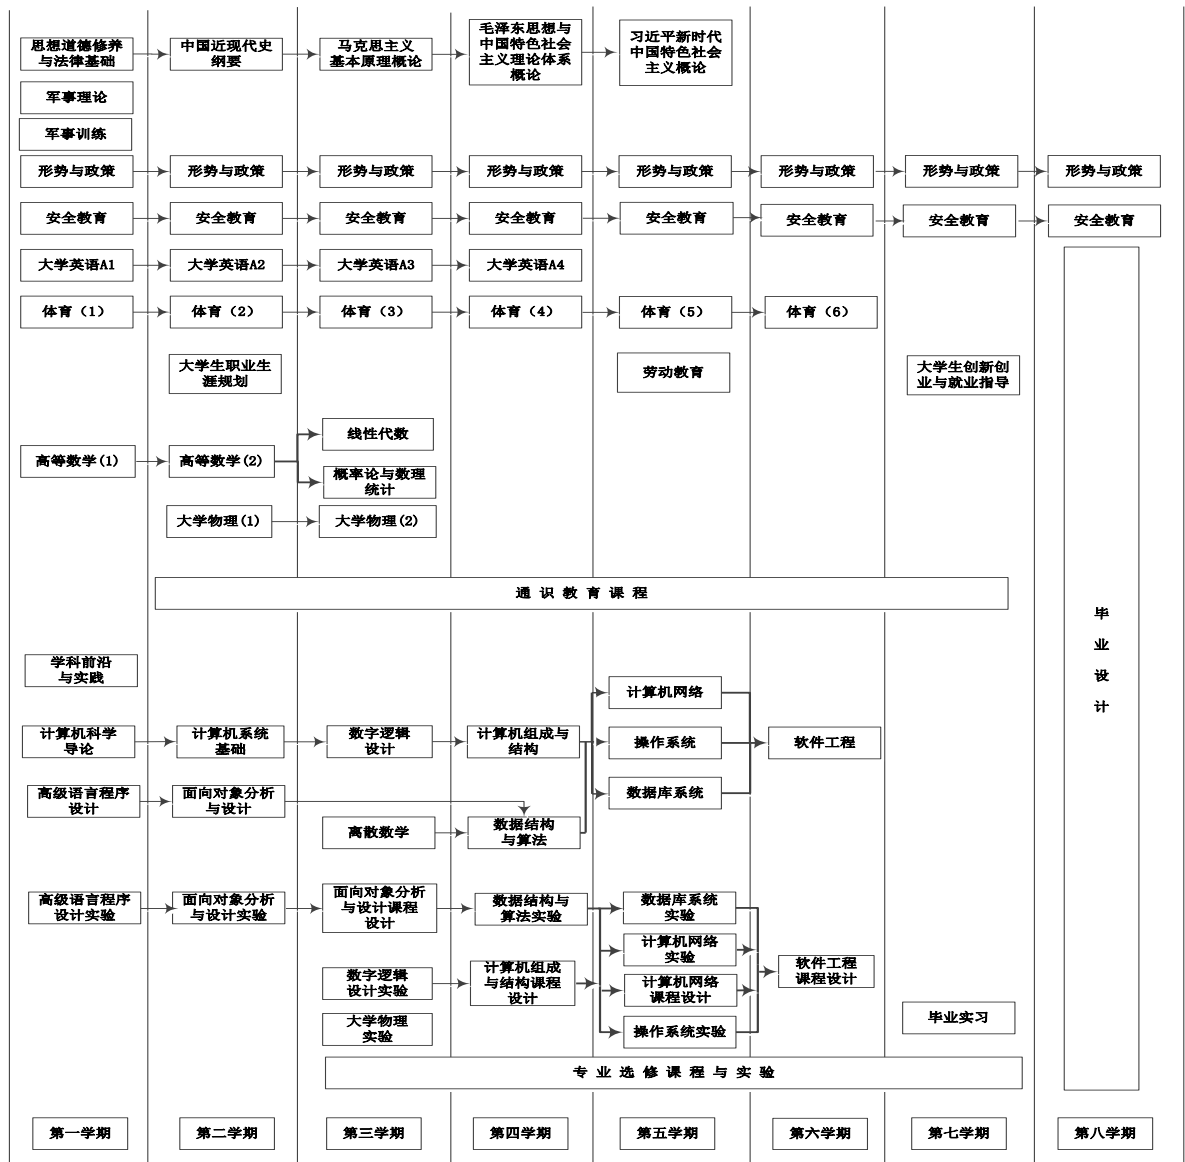 思想道德修养
与法律基础
中国近现代史
纲要
马克思主义
基本原理概论
毛泽东思想与
中国特色社会
主义理论体系
概论
习近平新时代
中国特色社会
主义概论
军事理论
军事训练
形势与政策
形势与政策
形势与政策
形势与政策
形势与政策
形势与政策
形势与政策
形势与政策
安全教育
安全教育
安全教育
安全教育
安全教育
安全教育
安全教育
安全教育
大学英语A1
大学英语A2
大学英语A3
大学英语A4
体育（1）
体育（2）
体育（3）
体育（4）
体育（5）
体育（6）
大学生职业生
涯规划
劳动教育
大学生创新创
业与就业指导
高等数学(1)
高等数学(2)
线性代数
概率论与数理
统计
大学物理(1)
大学物理(2)
通识教育课程
毕
业
设
计
学科前沿
与实践
计算机科学
导论
计算机系统
基础
数字逻辑
设计
计算机组成与
结构
计算机网络
操作系统
数据库系统
软件工程
高级语言程序
设计
面向对象分析
与设计
离散数学
数据结构
与算法
高级语言程序
设计实验
面向对象分析
与设计实验
面向对象分析
与设计课程
设计
数据结构与
算法实验
数据库系统
实验
计算机网络
实验
计算机网络
课程设计
操作系统实验
软件工程
课程设计
数字逻辑
设计实验
计算机组成
与结构课程
设计
大学物理
实验
毕业实习
专业选修课程与实验
第一学期
第二学期
第三学期
第四学期
第五学期
第六学期
第七学期
第八学期